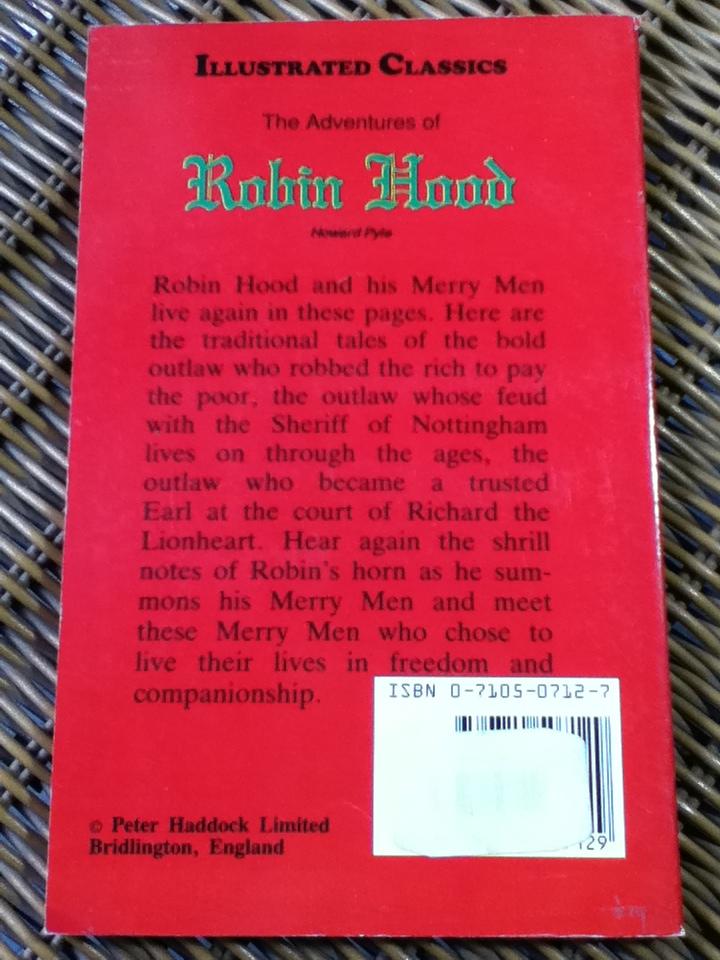 ILLUSTRATED CLASSICS
The Adventures of
Robin Hood
Howard Pyle
Robin Hood and his Merry Men
live again in these pages. Here are
the traditional tales of the bold
outlaw who robbed the rich to pay
the poor, the outlaw whose feud
with the Sheriff of Nottingham
lives on through the ages, the
outlaw who became a trusted
Earl at the court of Richard the
Lionheart. Hear again the shrill
notes of Robin's horn as he sum-
mons his Merry Men and meet
these Merry Men who chose to
live their lives in freedom and
companionship.
ISBN 0-7105-0712-7
129
© Peter Haddock Limited
Bridlington, England